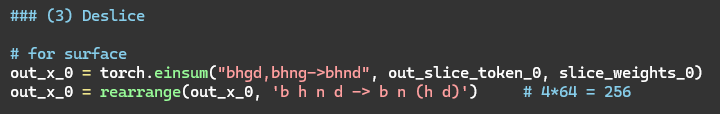 ### (3) Deslice
# for surface
out_x_0 = torch.einsum("bhgd,bhng->bhnd", out_slice_token_0, slice_weights_0)
out_x_0 = rearrange(out_x_0, 'b h n d -> b n (h d)')     # 4*64 = 256